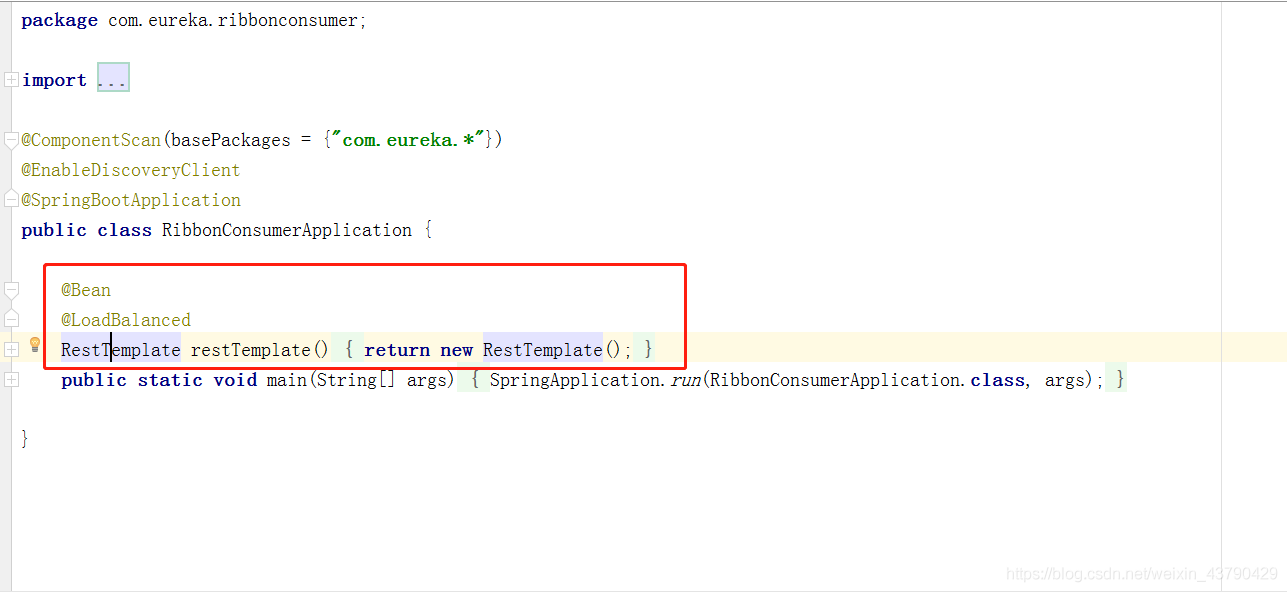 package com.eureka.ribbonconsumer;
import ...
@ComponentScan(basePackages = {"com.eureka.*"})
@EnableDiscoveryClient
@SpringBootApplication
public class RibbonConsumerApplication {
@Bean
@LoadBalanced
RestTemplate restTemplate() { return new RestTemplate(); }
public static void main(String[] args) { SpringApplication.run(RibbonConsumerApplication.class, args); }
}
https://blog.csdn.net/weixin_43790429